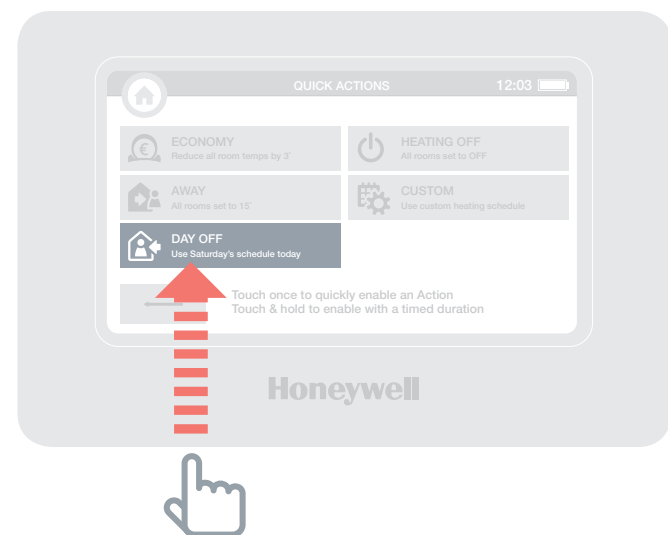 QUICK ACTIONS 12:03
ECONOMY
Reduce all room temps by 3˚
HEATING OFF
All rooms set to OFF
AWAY
All rooms set to 15˚
CUSTOM
Use custom heating schedule
DAY OFF
Use Saturday's schedule today
Touch once to quickly enable an Action
Touch & hold to enable with a timed duration
Honeywell